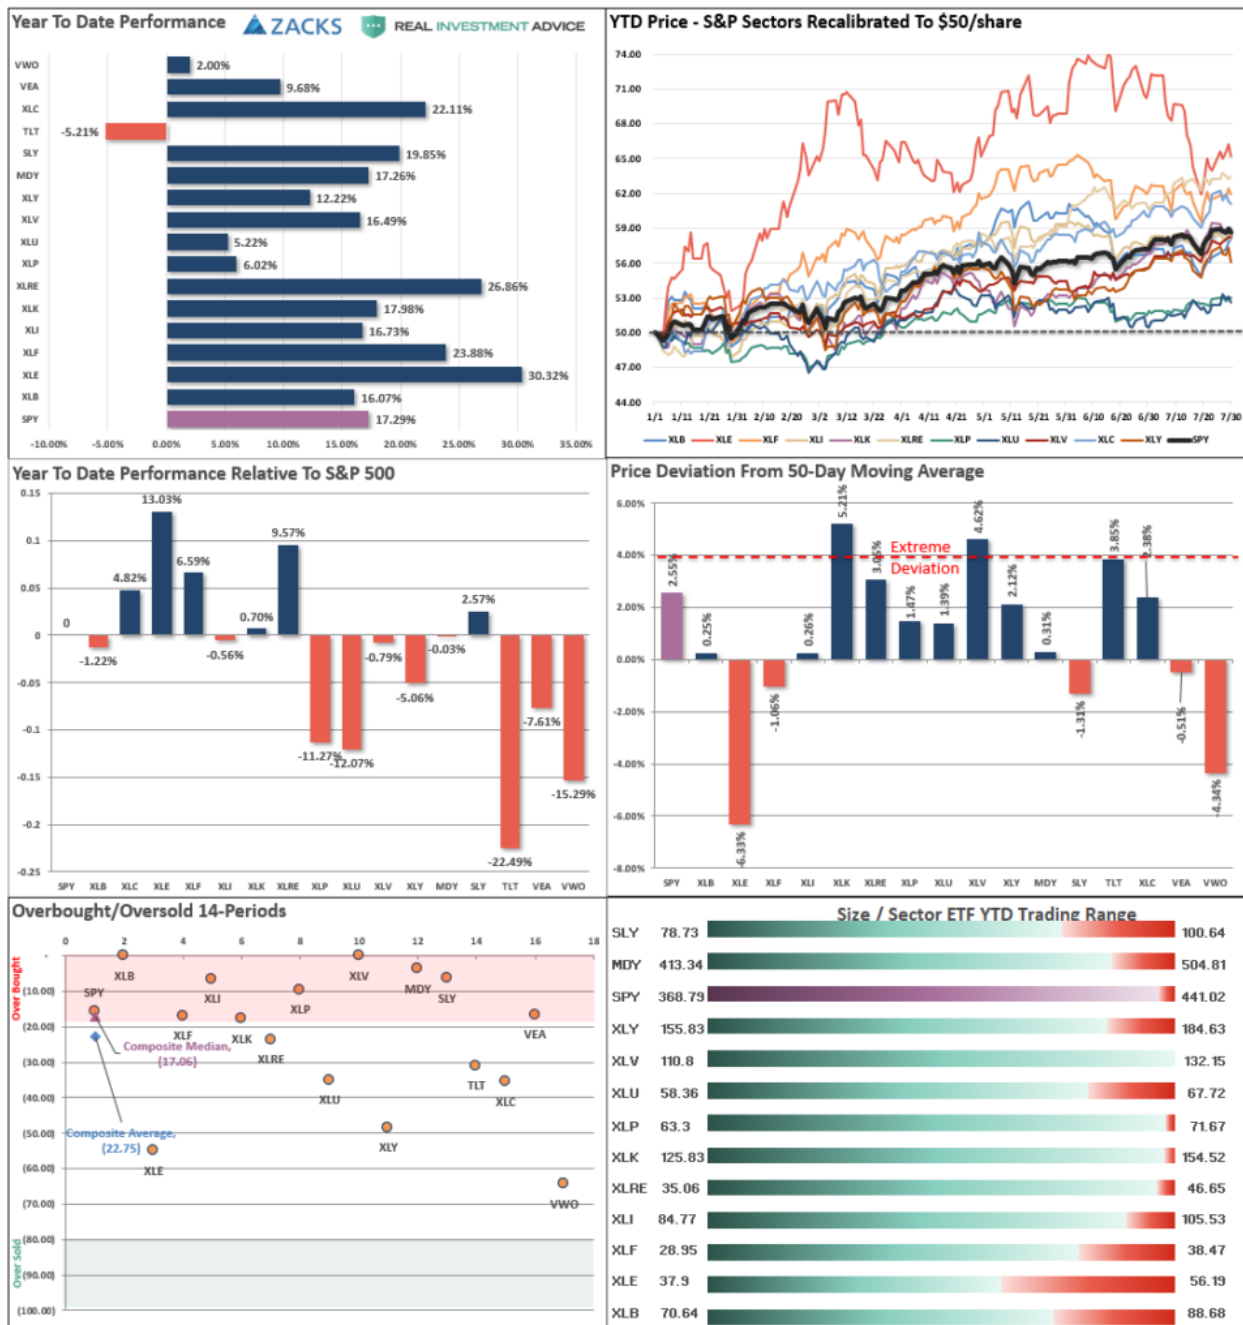 Year To Date Performance
ZACKS
REAL INVESTMENT ADVICE
VWO 2.00%
VEA 9.68%
XLC 22.11%
TLT -5.21%
SLY 19.85%
MDY 17.26%
XLY 12.22%
XLV 16.49%
XLU 5.22%
XLP 6.02%
XLRE 26.86%
XLK 17.98%
XLI 16.73%
XLF 23.88%
XLE 30.32%
XLB 16.07%
SPY 17.29%
-10.00% -5.00% 0.00% 5.00% 10.00% 15.00% 20.00% 25.00% 30.00% 35.00%
YTD Price - S&P Sectors Recalibrated To $50/share
74.00
71.00
68.00
65.00
62.00
59.00
56.00
53.00
50.00
47.00
44.00
1/1 1/11 1/21 1/31 2/10 2/20 3/2 3/12 3/22 4/1 4/11 4/21 5/1 5/11 5/21 5/31 6/10 6/20 6/30 7/10 7/20 7/30
XLB XLE XLF XLI XLK XLRE XLP XLU XLV XLC XLY SPY
Year To Date Performance Relative To S&P 500
0.15
0.1
0.05
0
-0.05
-0.1
-0.15
-0.2
-0.25
0
-1.22%
4.82%
13.03%
6.59%
-0.56%
0.70%
9.57%
-11.27%
-12.07%
-0.79%
-5.06%
-0.03%
2.57%
-22.49%
-7.61%
-15.29%
SPY XLB XLC XLE XLF XLI XLK XLRE XLP XLU XLV XLY MDY SLY TLT VEA VWO
Price Deviation From 50-Day Moving Average
6.00%
4.00%
2.00%
0.00%
-2.00%
-4.00%
-6.00%
-8.00%
Extreme
Deviation
2.55%
0.25%
-6.33%
-1.06%
0.26%
5.21%
3.05%
1.47%
1.39%
4.62%
2.12%
0.31%
-1.31%
3.85%
2.38%
-0.51%
-4.34%
SPY XLB XLE XLF XLI XLK XLRE XLP XLU XLV XLY MDY SLY TLT XLC VEA VWO
Overbought/Oversold 14-Periods
0 2 4 6 8 10 12 14 16 18
-
(10.00)
(20.00)
(30.00)
(40.00)
(50.00)
(60.00)
(70.00)
(80.00)
(90.00)
(100.00)
Over Bought
Over Sold
XLB
XLV
MDY
SLY
XLI
XLP
SPY
XLF
XLK
VEA
XLRE
Composite Median,
(17.06)
TLT
XLU
XLC
Composite Average,
(22.75)
XLY
XLE
VWO
Size / Sector ETF YTD Trading Range
SLY 78.73 100.64
MDY 413.34 504.81
SPY 368.79 441.02
XLY 155.83 184.63
XLV 110.8 132.15
XLU 58.36 67.72
XLP 63.3 71.67
XLK 125.83 154.52
XLRE 35.06 46.65
XLI 84.77 105.53
XLF 28.95 38.47
XLE 37.9 56.19
XLB 70.64 88.68